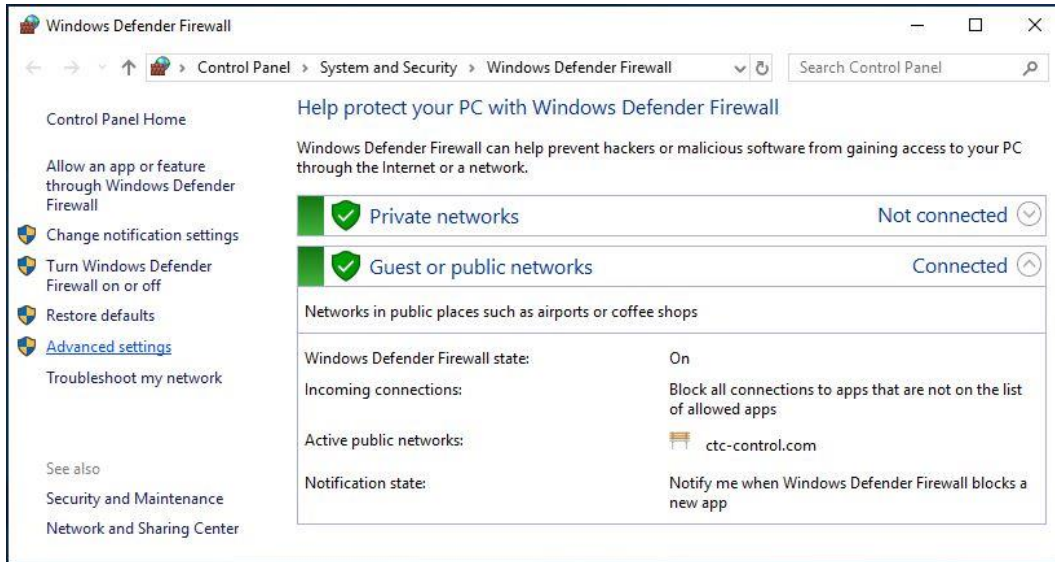 Windows Defender Firewall
Control Panel > System and Security > Windows Defender Firewall
Search Control Panel
Control Panel Home
Allow an app or feature
through Windows Defender
Firewall
Change notification settings
Turn Windows Defender
Firewall on or off
Restore defaults
Advanced settings
Troubleshoot my network
See also
Security and Maintenance
Network and Sharing Center
Help protect your PC with Windows Defender Firewall
Windows Defender Firewall can help prevent hackers or malicious software from gaining access to your PC
through the Internet or a network.
Private networks Not connected
Guest or public networks Connected
Networks in public places such as airports or coffee shops
Windows Defender Firewall state: On
Incoming connections: Block all connections to apps that are not on the list
of allowed apps
Active public networks: ctc-control.com
Notification state: Notify me when Windows Defender Firewall blocks a
new app